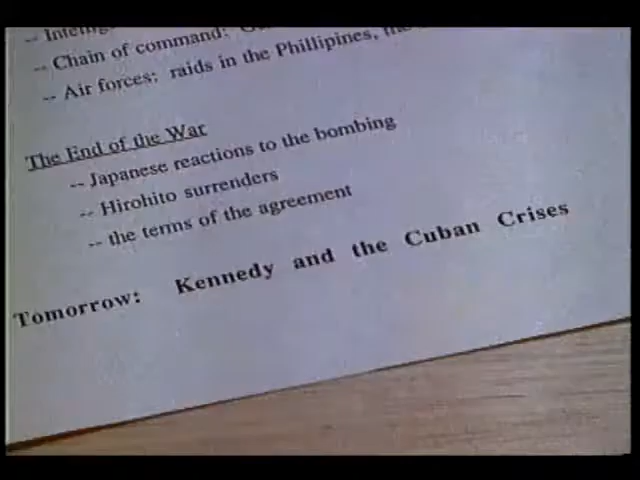 -- Chain of command:
-- Air forces: raids in the Phillipines, the
The End of the War
-- Japanese reactions to the bombing
-- Hirohito surrenders
-- the terms of the agreement
Tomorrow: Kennedy and the Cuban Crises